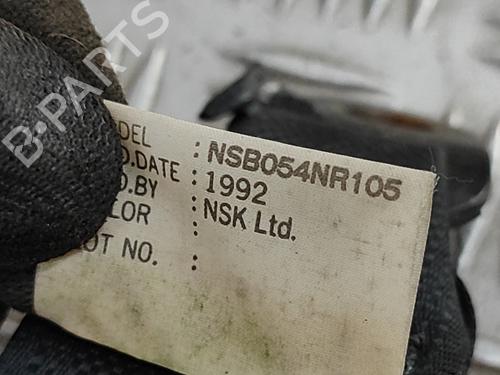 B-PARTS
DEL : NSB054NR105
D.DATE : 1992
D.BY : NSK Ltd.
LOR :
OT NO. :